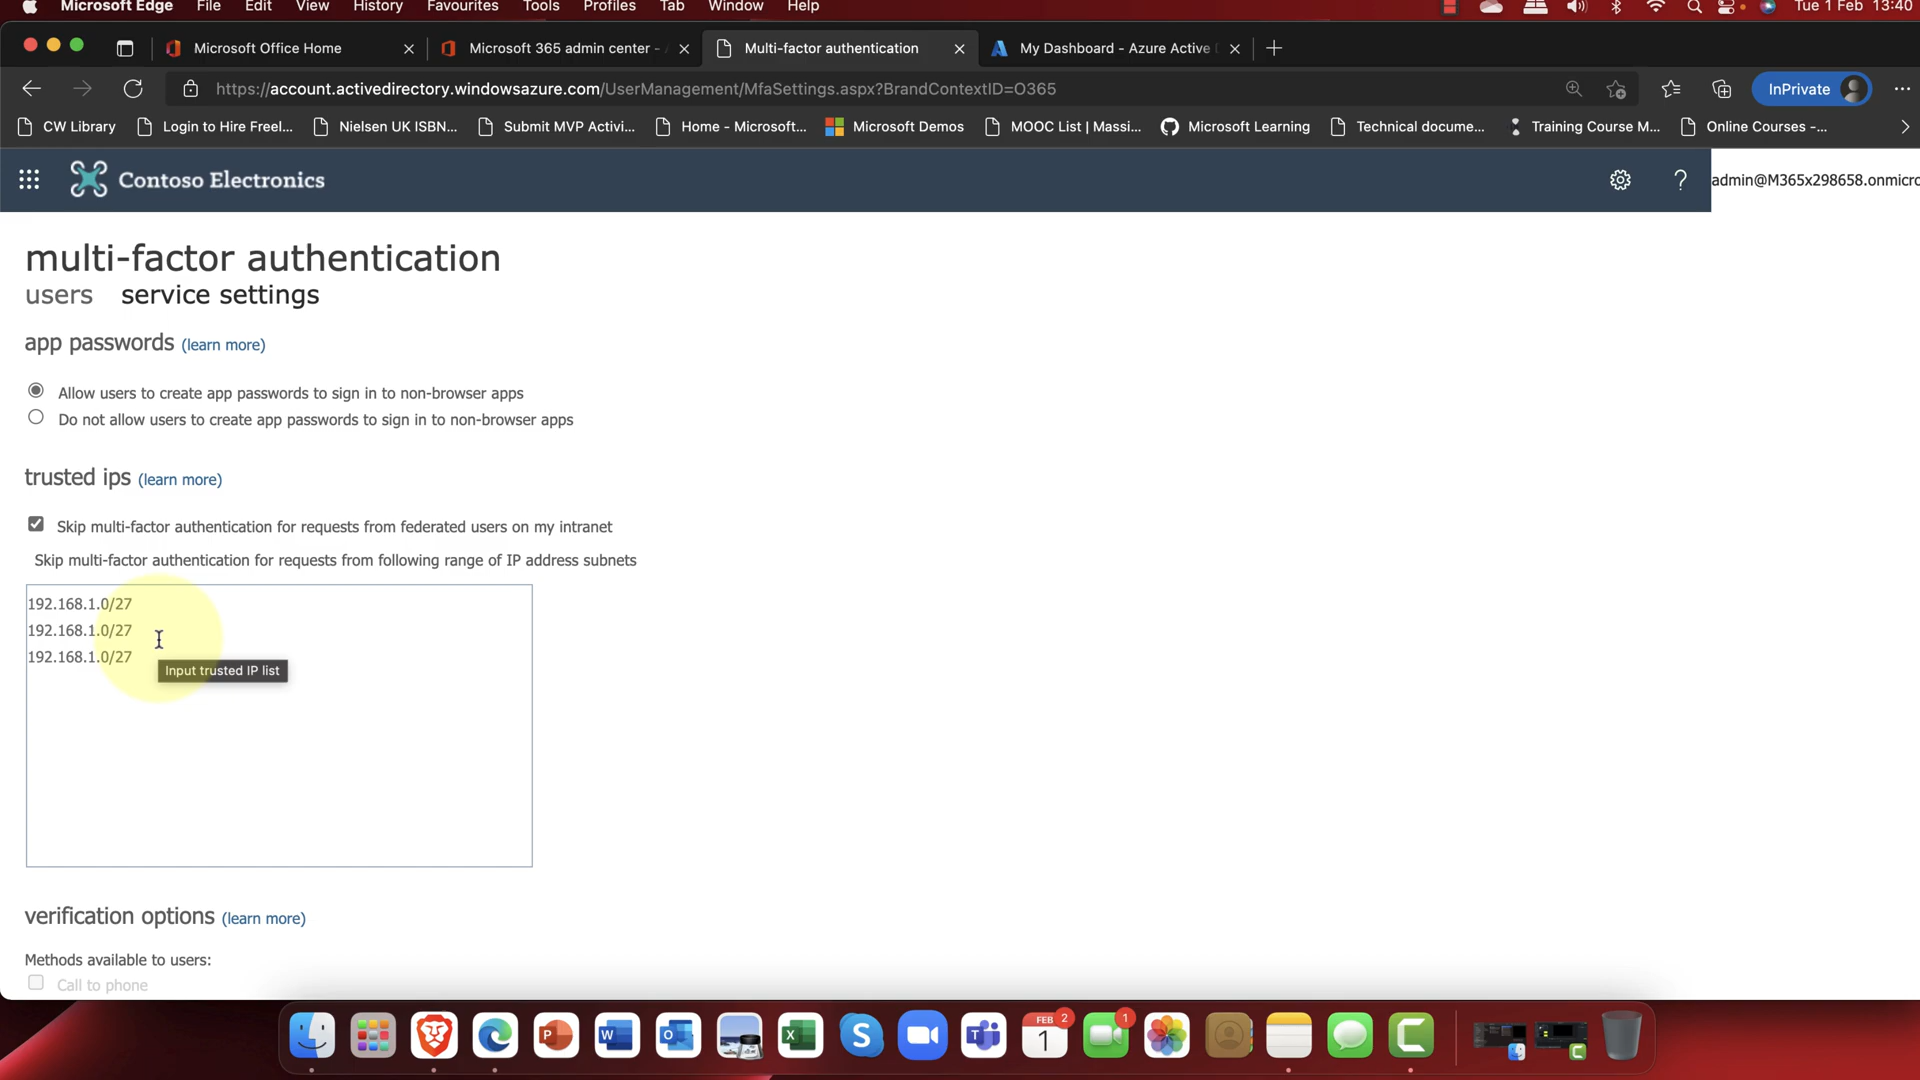 Microsoft Edge File Edit View History Favourites Tools Profiles Tab Window Help Tue 1 Feb 13:40
Microsoft Office Home Microsoft 365 admin center - Multi-factor authentication My Dashboard - Azure Active
https://account.activedirectory.windowsazure.com/UserManagement/MfaSettings.aspx?BrandContextID=O365 InPrivate
CW Library Login to Hire Freel... Nielsen UK ISBN... Submit MVP Activi... Home - Microsoft... Microsoft Demos MOOC List | Massi... Microsoft Learning Technical docume... Training Course M... Online Courses -...
Contoso Electronics ? admin@M365x298658.onmicro
multi-factor authentication
users service settings
app passwords (learn more)
Allow users to create app passwords to sign in to non-browser apps
Do not allow users to create app passwords to sign in to non-browser apps
trusted ips (learn more)
Skip multi-factor authentication for requests from federated users on my intranet
Skip multi-factor authentication for requests from following range of IP address subnets
192.168.1.0/27
192.168.1.0/27
192.168.1.0/27
Input trusted IP list
verification options (learn more)
Methods available to users:
Call to phone
FEB 2 1
P W O X S T 1 C